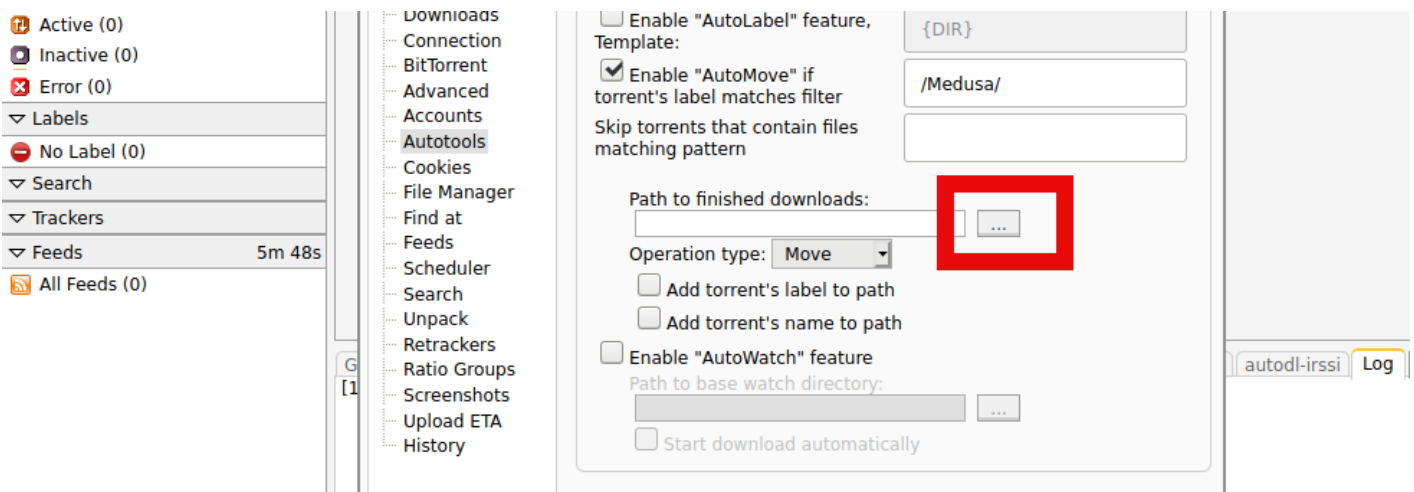 Active (0)
Inactive (0)
Error (0)
Labels
No Label (0)
Search
Trackers
Feeds 5m 48s
All Feeds (0)
Downloads
Connection
BitTorrent
Advanced
Accounts
Autotools
Cookies
File Manager
Find at
Feeds
Scheduler
Search
Unpack
Retrackers
Ratio Groups
Screenshots
Upload ETA
History
Enable "AutoLabel" feature,
Template:
{DIR}
Enable "AutoMove" if
torrent's label matches filter
/Medusa/
Skip torrents that contain files
matching pattern
Path to finished downloads:
...
Operation type: Move
Add torrent's label to path
Add torrent's name to path
Enable "AutoWatch" feature
Path to base watch directory:
...
Start download automatically
G
[1
autodl-irssi
Log